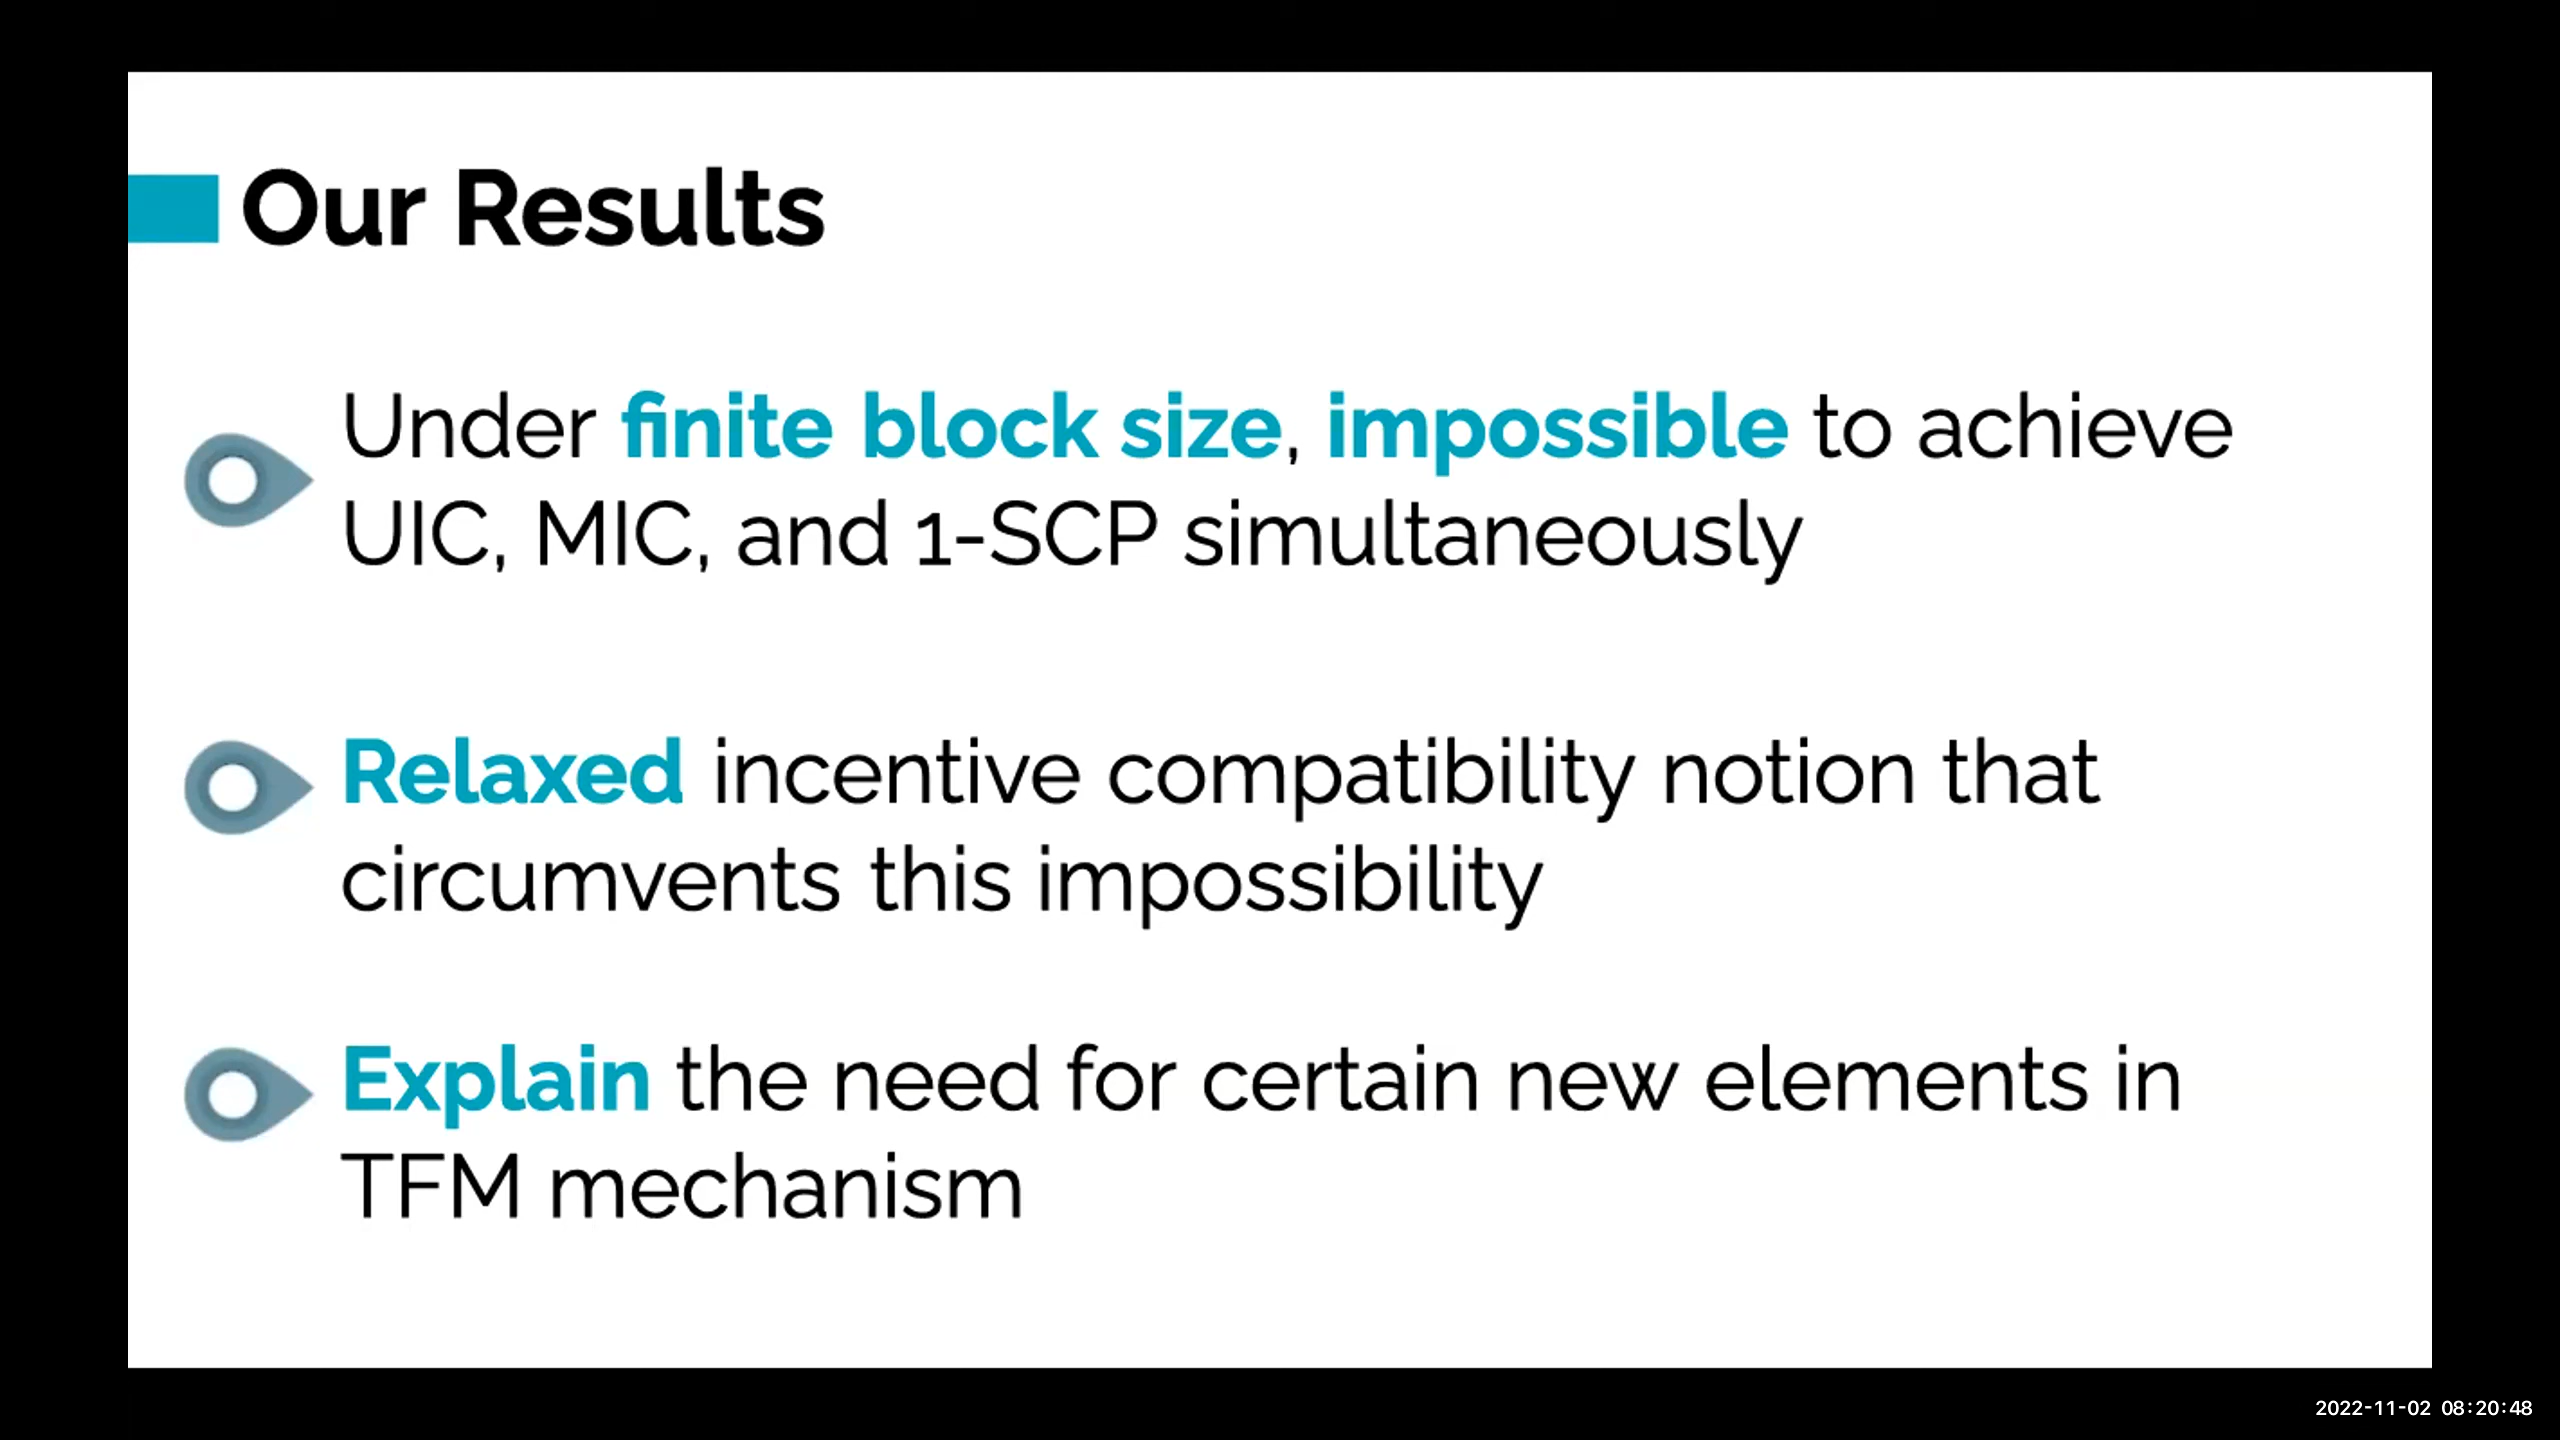 Our Results
Under finite block size, impossible to achieve
UIC, MIC, and 1-SCP simultaneously
Relaxed incentive compatibility notion that
circumvents this impossibility
Explain the need for certain new elements in
TFM mechanism
2022-11-02 08:20:48